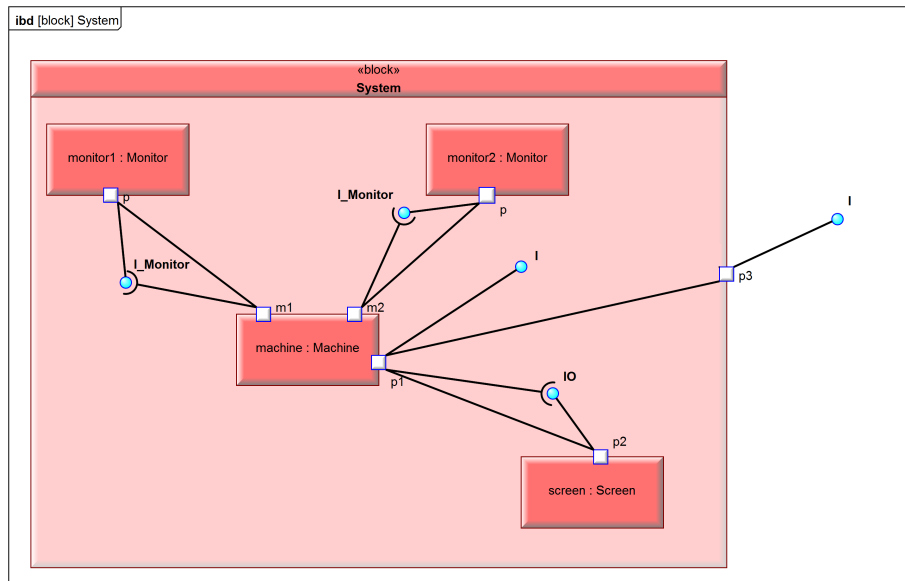 ibd [block] System
«block»
System
monitor1 : Monitor
monitor2 : Monitor
p
I_Monitor
p
I
I_Monitor
I
p3
m1
m2
machine : Machine
p1
IO
p2
screen : Screen